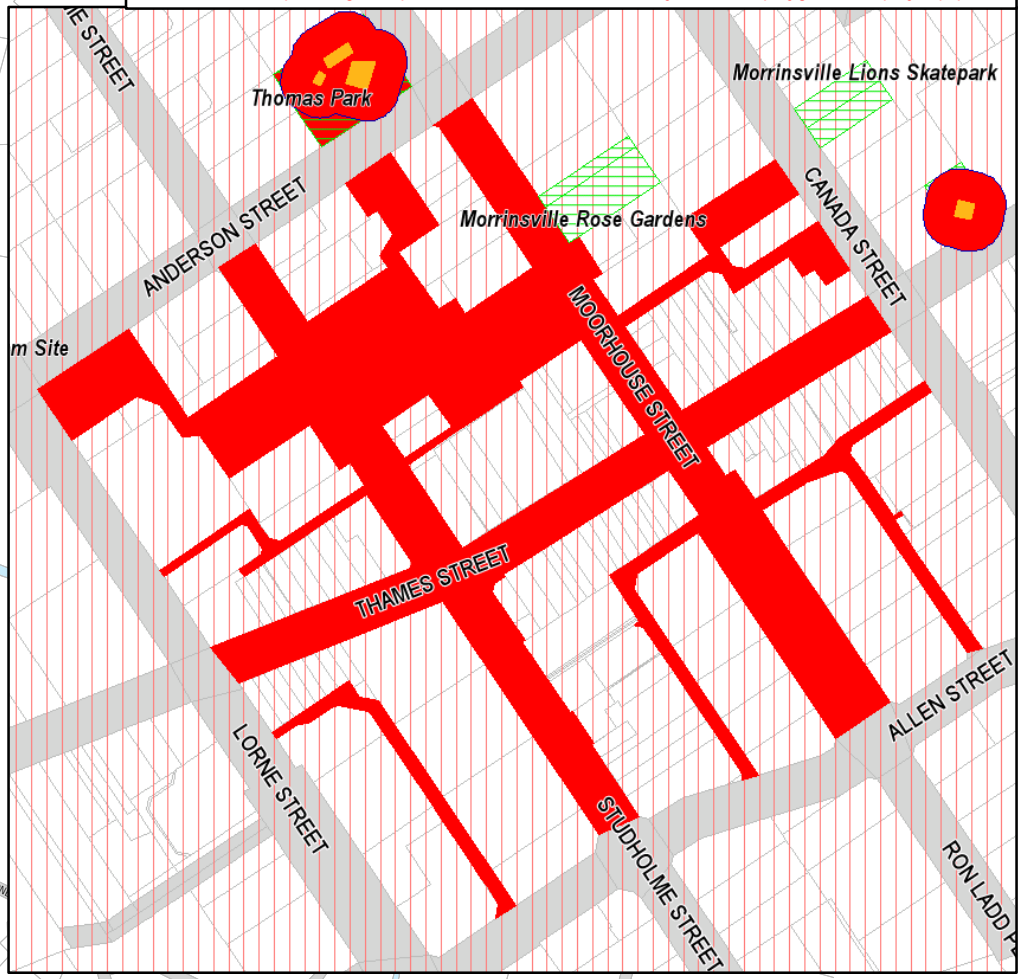 STREET
Morrinsville Lions Skatepark
Thomas Park
CANADA STREET
ANDERSON STREET
Morrinsville Rose Gardens
m Site
MOORHOUSE STREET
THAMES STREET
ALLEN STREET
LORNE STREET
STUDHOLME STREET
RON LADD